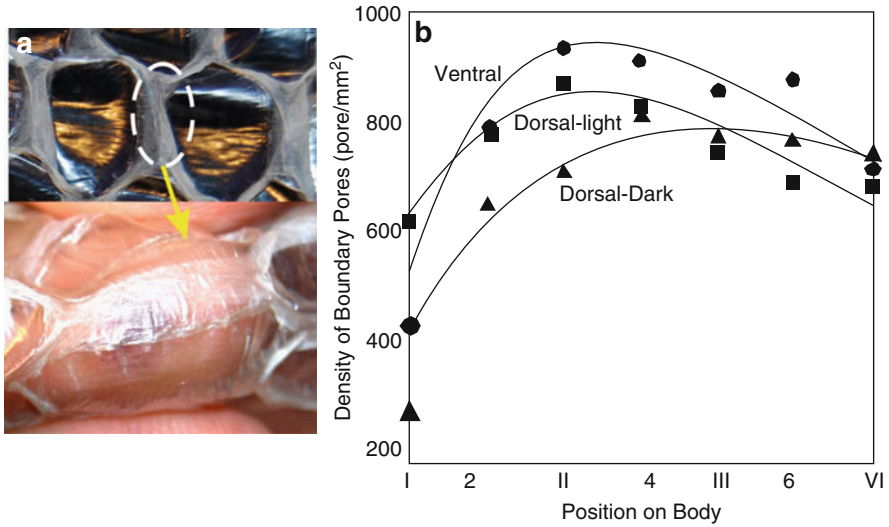 a
b
1000
800
600
400
200
Density of Boundary Pores (pore/mm²)
Ventral
Dorsal-light
Dorsal-Dark
I 2 II 4 III 6 VI
Position on Body